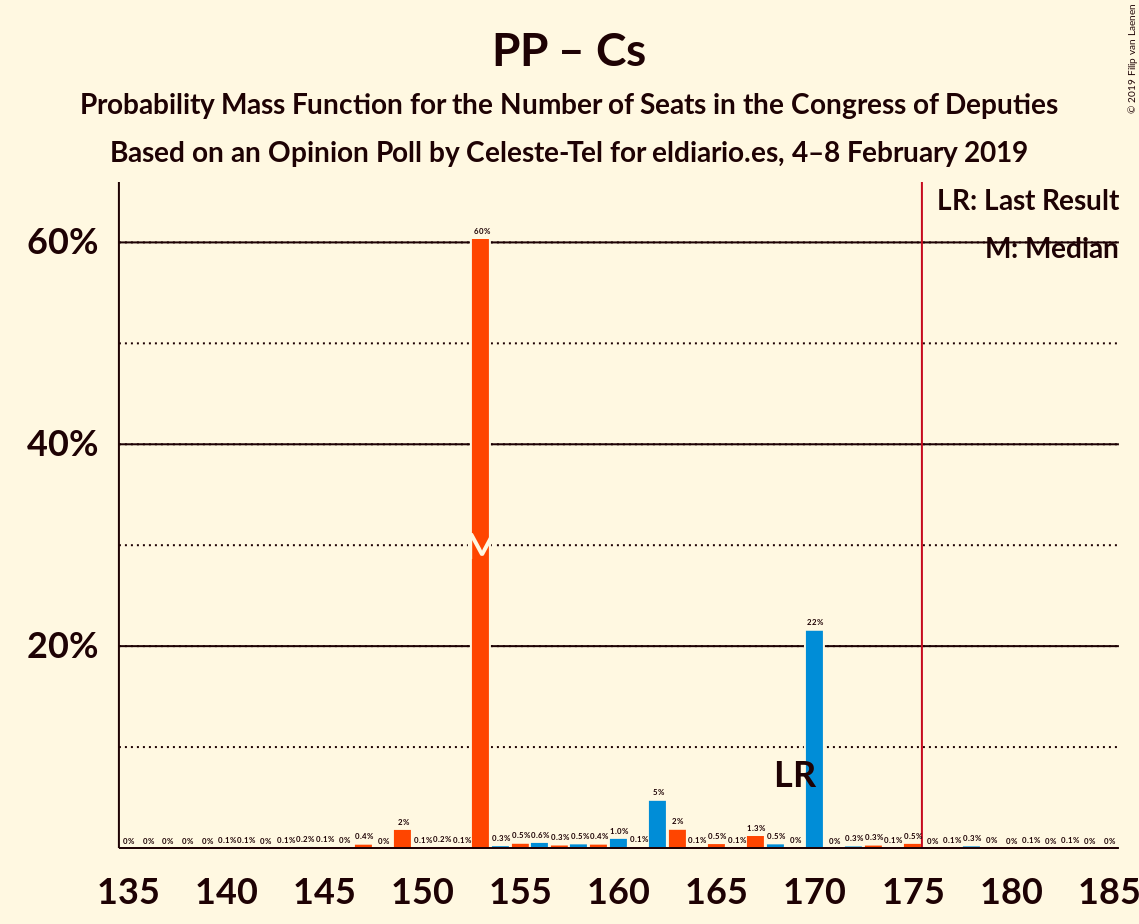 PP – Cs
Probability Mass Function for the Number of Seats in the Congress of Deputies
Based on an Opinion Poll by Celeste-Tel for eldiario.es, 4–8 February 2019
© 2019 Filip van Laenen
LR: Last Result
M: Median
60%
40%
20%
60%
M
22%
LR
5%
0% 0% 0% 0% 0% 0.1% 0.1% 0% 0.1% 0.2% 0.1% 0% 0.4% 0% 2% 0.1% 0.2% 0.1% 0.3% 0.5% 0.6% 0.3% 0.5% 0.4% 1.0% 0.1% 2% 0.1% 0.5% 0.1% 1.3% 0.5% 0% 0% 0.3% 0.3% 0.1% 0.5% 0% 0.1% 0.3% 0% 0% 0.1% 0% 0.1% 0% 0%
135 140 145 150 155 160 165 170 175 180 185